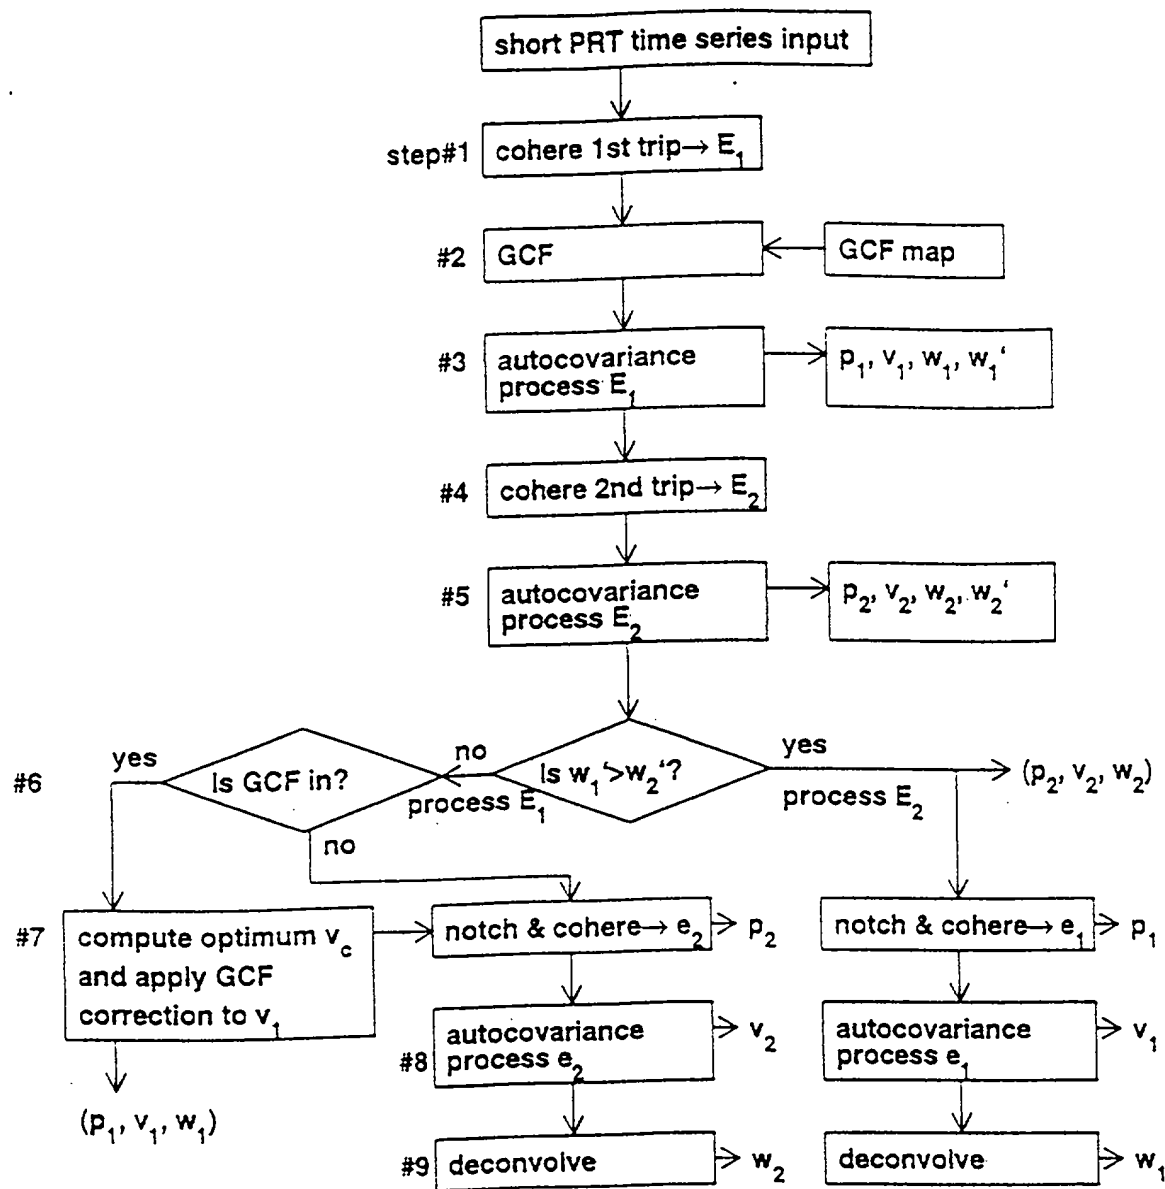 short PRT time series input
step#1 cohere 1st trip→ E₁
#2 GCF
GCF map
#3 autocovariance
process E₁
p₁, v₁, w₁, w₁‘
#4 cohere 2nd trip→ E₂
#5 autocovariance
process E₂
p₂, v₂, w₂, w₂‘
#6
yes
Is GCF in?
no
process E₁
no
Is w₁‘>w₂‘?
yes
process E₂
(p₂, v₂, w₂)
#7 compute optimum v꜀
and apply GCF
correction to v₁
(p₁, v₁, w₁)
notch & cohere→ e₂
p₂
notch & cohere→ e₁
p₁
#8 autocovariance
process e₂
v₂
autocovariance
process e₁
v₁
#9 deconvolve
w₂
deconvolve
w₁